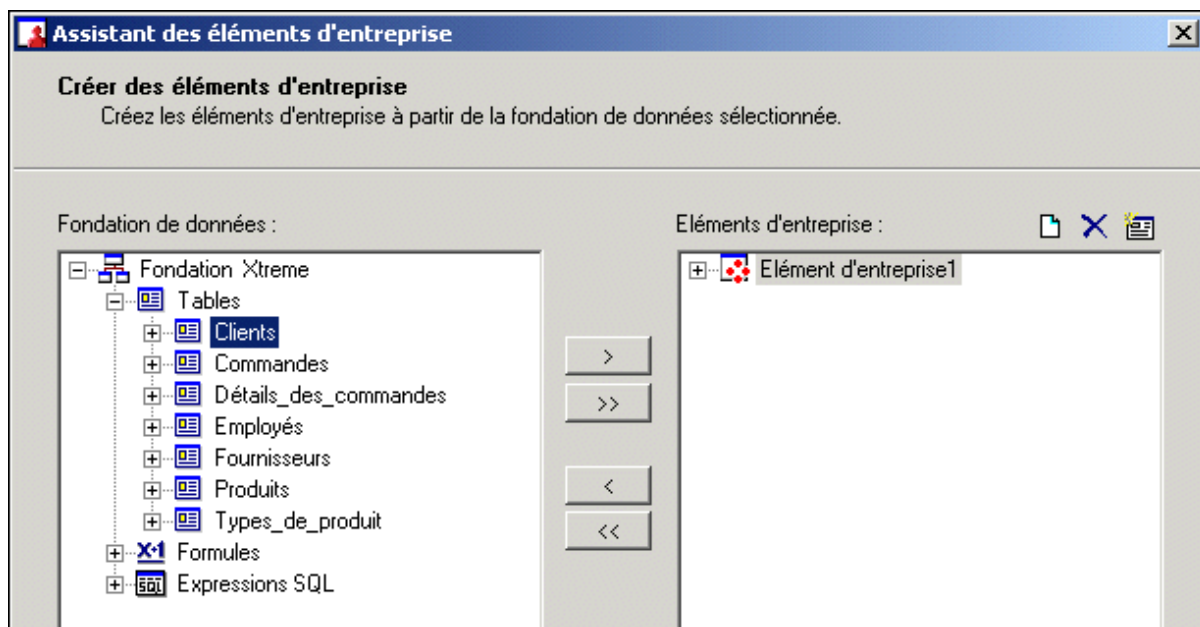 Assistant des éléments d'entreprise
Créer des éléments d'entreprise
Créez les éléments d'entreprise à partir de la fondation de données sélectionnée.
Fondation de données :
Fondation Xtreme
Tables
Clients
Commandes
Détails_des_commandes
Employés
Fournisseurs
Produits
Types_de_produit
Formules
Expressions SQL
>
>>
<
<<
Eléments d'entreprise :
Elément d'entreprise1